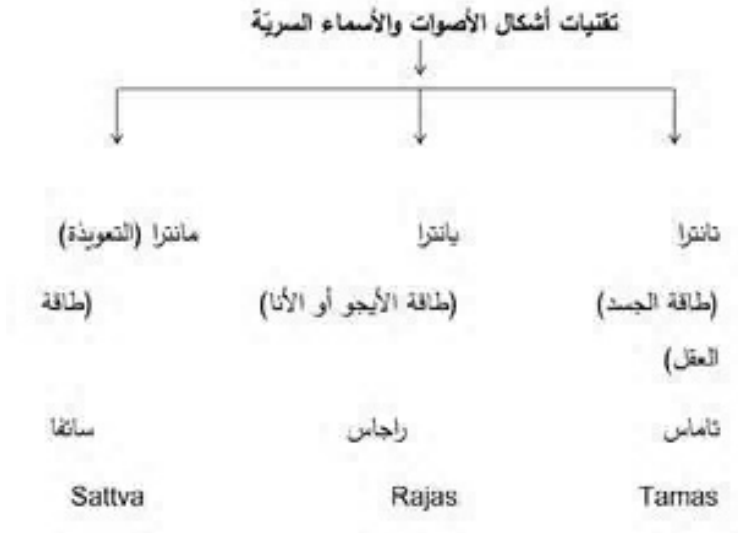 تقنيات أشكال الأصوات والأسماء السريّة
تانترا يانترا مانترا (التعويذة)
(طاقة الجسد) (طاقة الأيجو أو الأنا) (طاقة
العقل)
تاماس راجاس ساتفا
Tamas Rajas Sattva